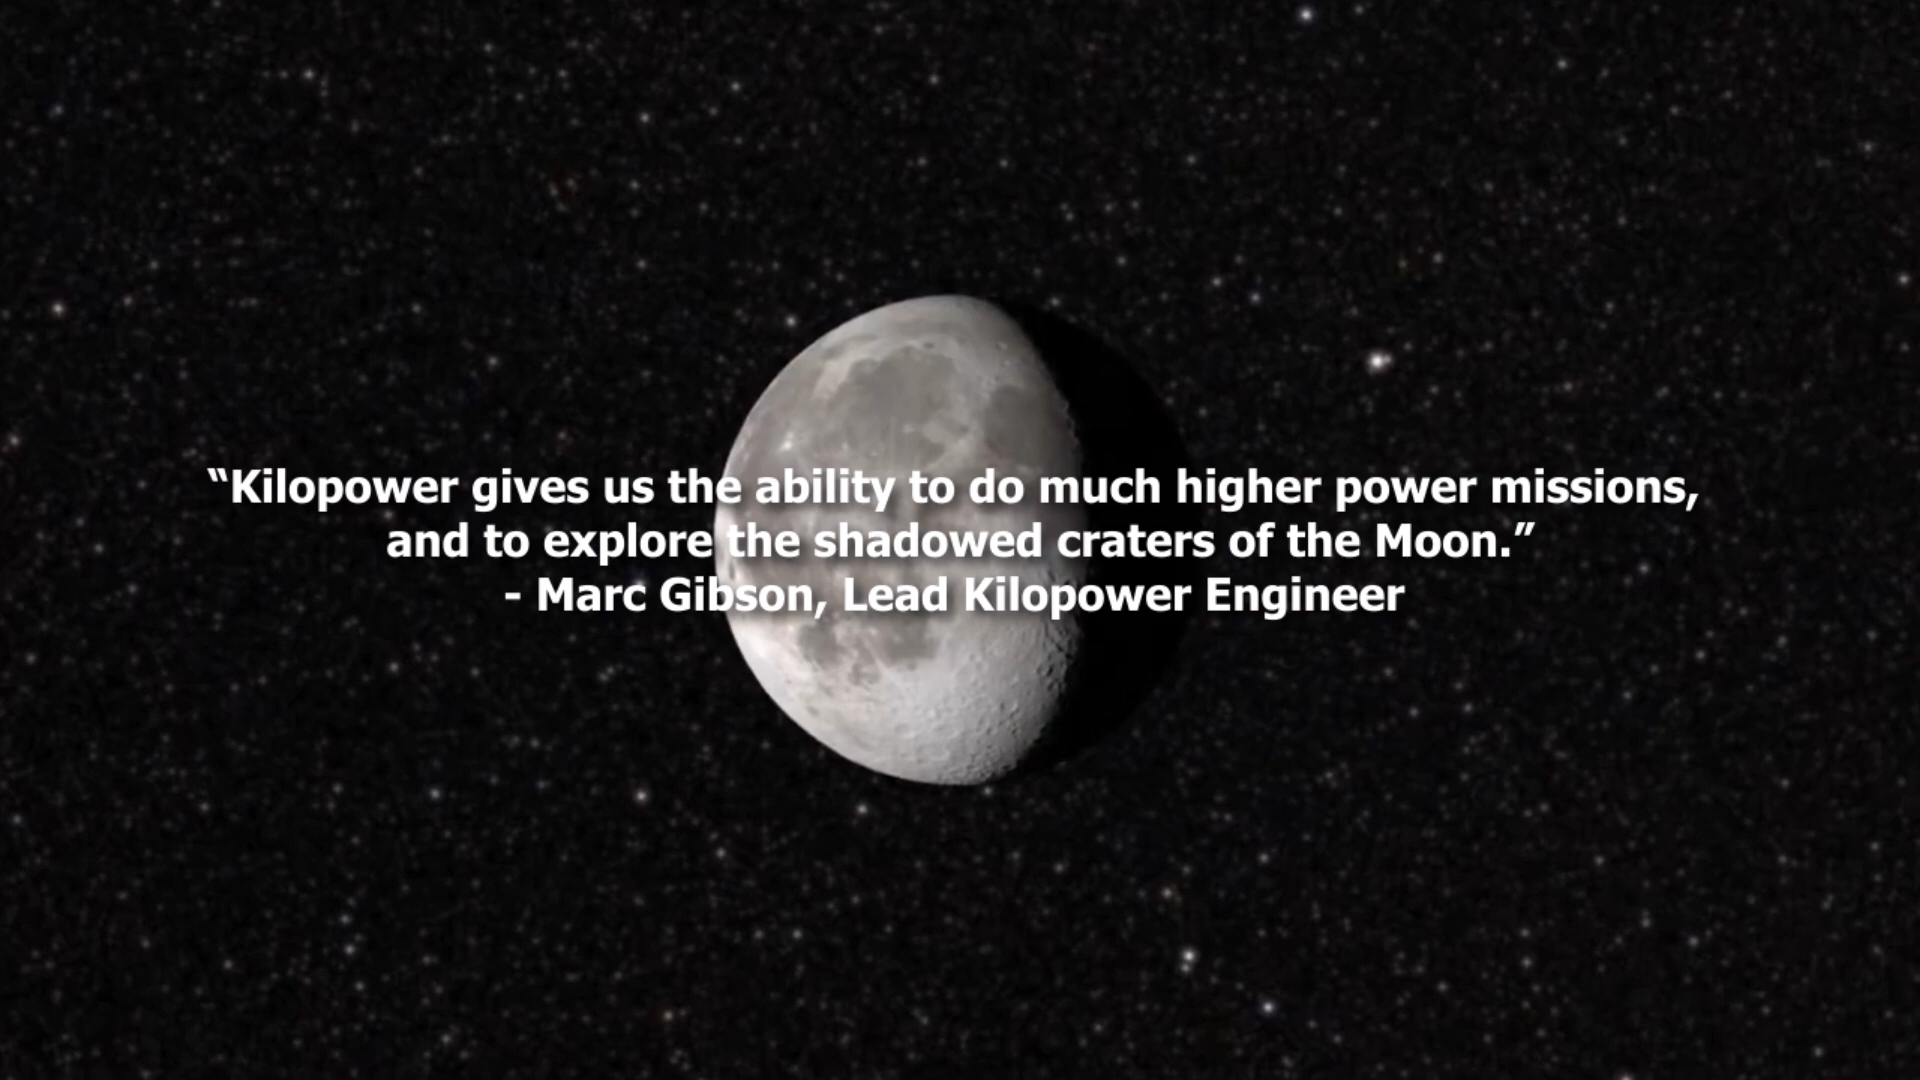 “Kilopower gives us the ability to do much higher power missions,
and to explore the shadowed craters of the Moon.”
- Marc Gibson, Lead Kilopower Engineer